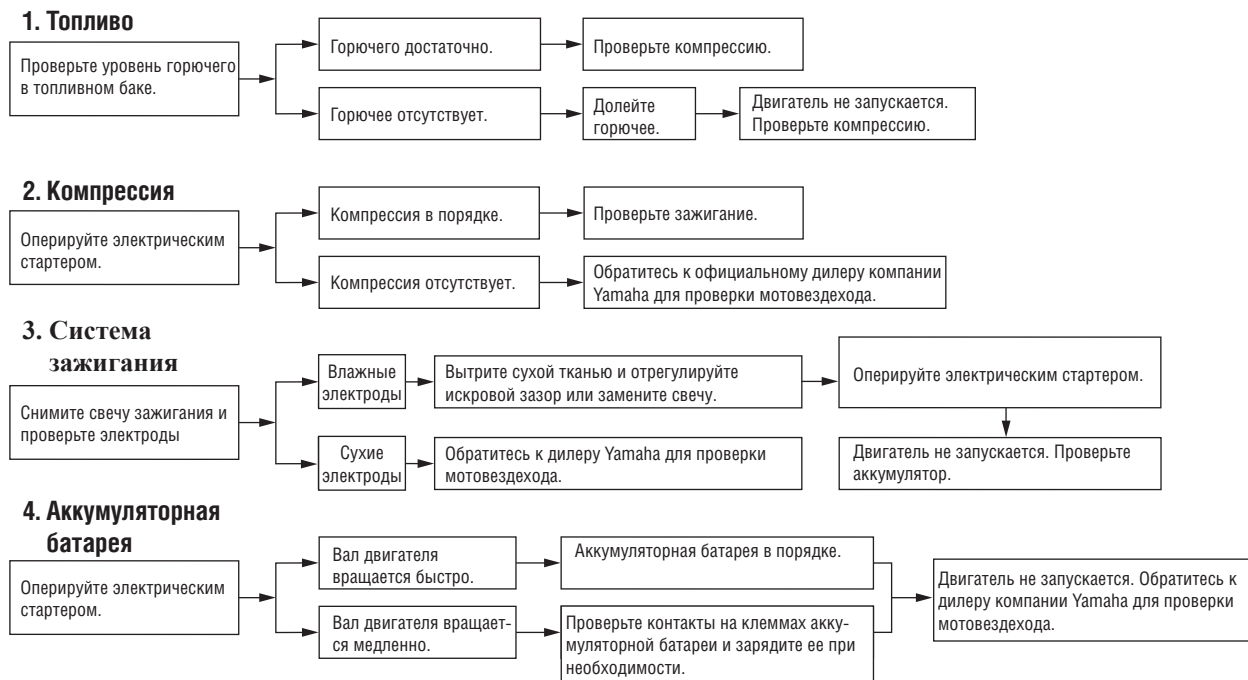 1. Топливо
Проверьте уровень горючего
в топливном баке.
Горючего достаточно.
Проверьте компрессию.
Горючее отсутствует.
Долейте
горючее.
Двигатель не запускается.
Проверьте компрессию.
2. Компрессия
Оперируйте электрическим
стартером.
Компрессия в порядке.
Проверьте зажигание.
Компрессия отсутствует.
Обратитесь к официальному дилеру компании
Yamaha для проверки мотовездехода.
3. Система
зажигания
Снимите свечу зажигания и
проверьте электроды
Влажные
электроды
Вытрите сухой тканью и отрегулируйте
искровой зазор или замените свечу.
Оперируйте электрическим стартером.
Двигатель не запускается. Проверьте
аккумулятор.
Сухие
электроды
Обратитесь к дилеру Yamaha для проверки
мотовездехода.
4. Аккумуляторная
батарея
Оперируйте электрическим
стартером.
Вал двигателя
вращается быстро.
Аккумуляторная батарея в порядке.
Вал двигателя вращает-
ся медленно.
Проверьте контакты на клеммах акку-
муляторной батареи и зарядите ее при
необходимости.
Двигатель не запускается. Обратитесь к
дилеру компании Yamaha для проверки
мотовездехода.